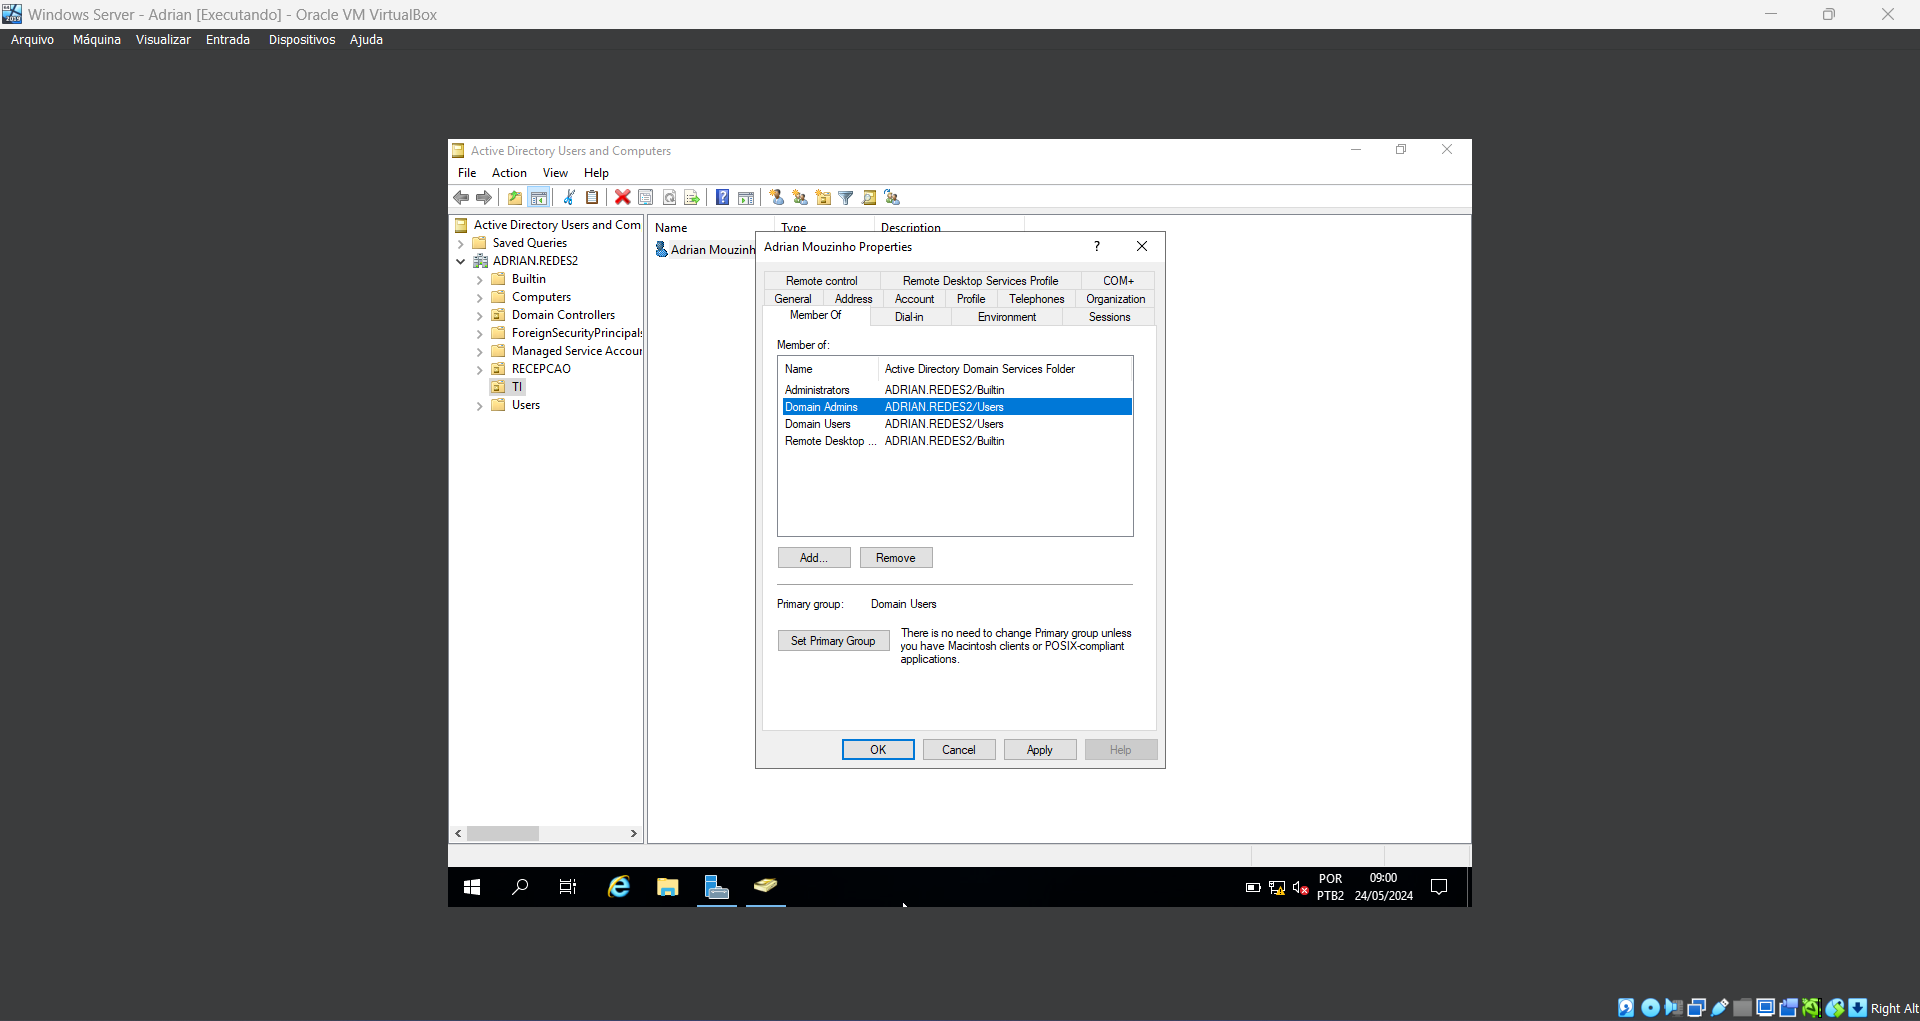 Windows Server - Adrian [Executando] - Oracle VM VirtualBox
Arquivo Máquina Visualizar Entrada Dispositivos Ajuda
Active Directory Users and Computers
File Action View Help
Active Directory Users and Com
Saved Queries
ADRIAN.REDES2
Builtin
Computers
Domain Controllers
ForeignSecurityPrincipals
Managed Service Accour
RECEPCAO
TI
Users
Name Type Description
Adrian Mouzinh
Adrian Mouzinho Properties
?
Remote control Remote Desktop Services Profile COM+
General Address Account Profile Telephones Organization
Member Of Dial-in Environment Sessions
Member of:
Name Active Directory Domain Services Folder
Administrators ADRIAN.REDES2/Builtin
Domain Admins ADRIAN.REDES2/Users
Domain Users ADRIAN.REDES2/Users
Remote Desktop ... ADRIAN.REDES2/Builtin
Add... Remove
Primary group: Domain Users
Set Primary Group
There is no need to change Primary group unless
you have Macintosh clients or POSIX-compliant
applications.
OK Cancel Apply Help
POR
PTB2
09:00
24/05/2024
Right Alt